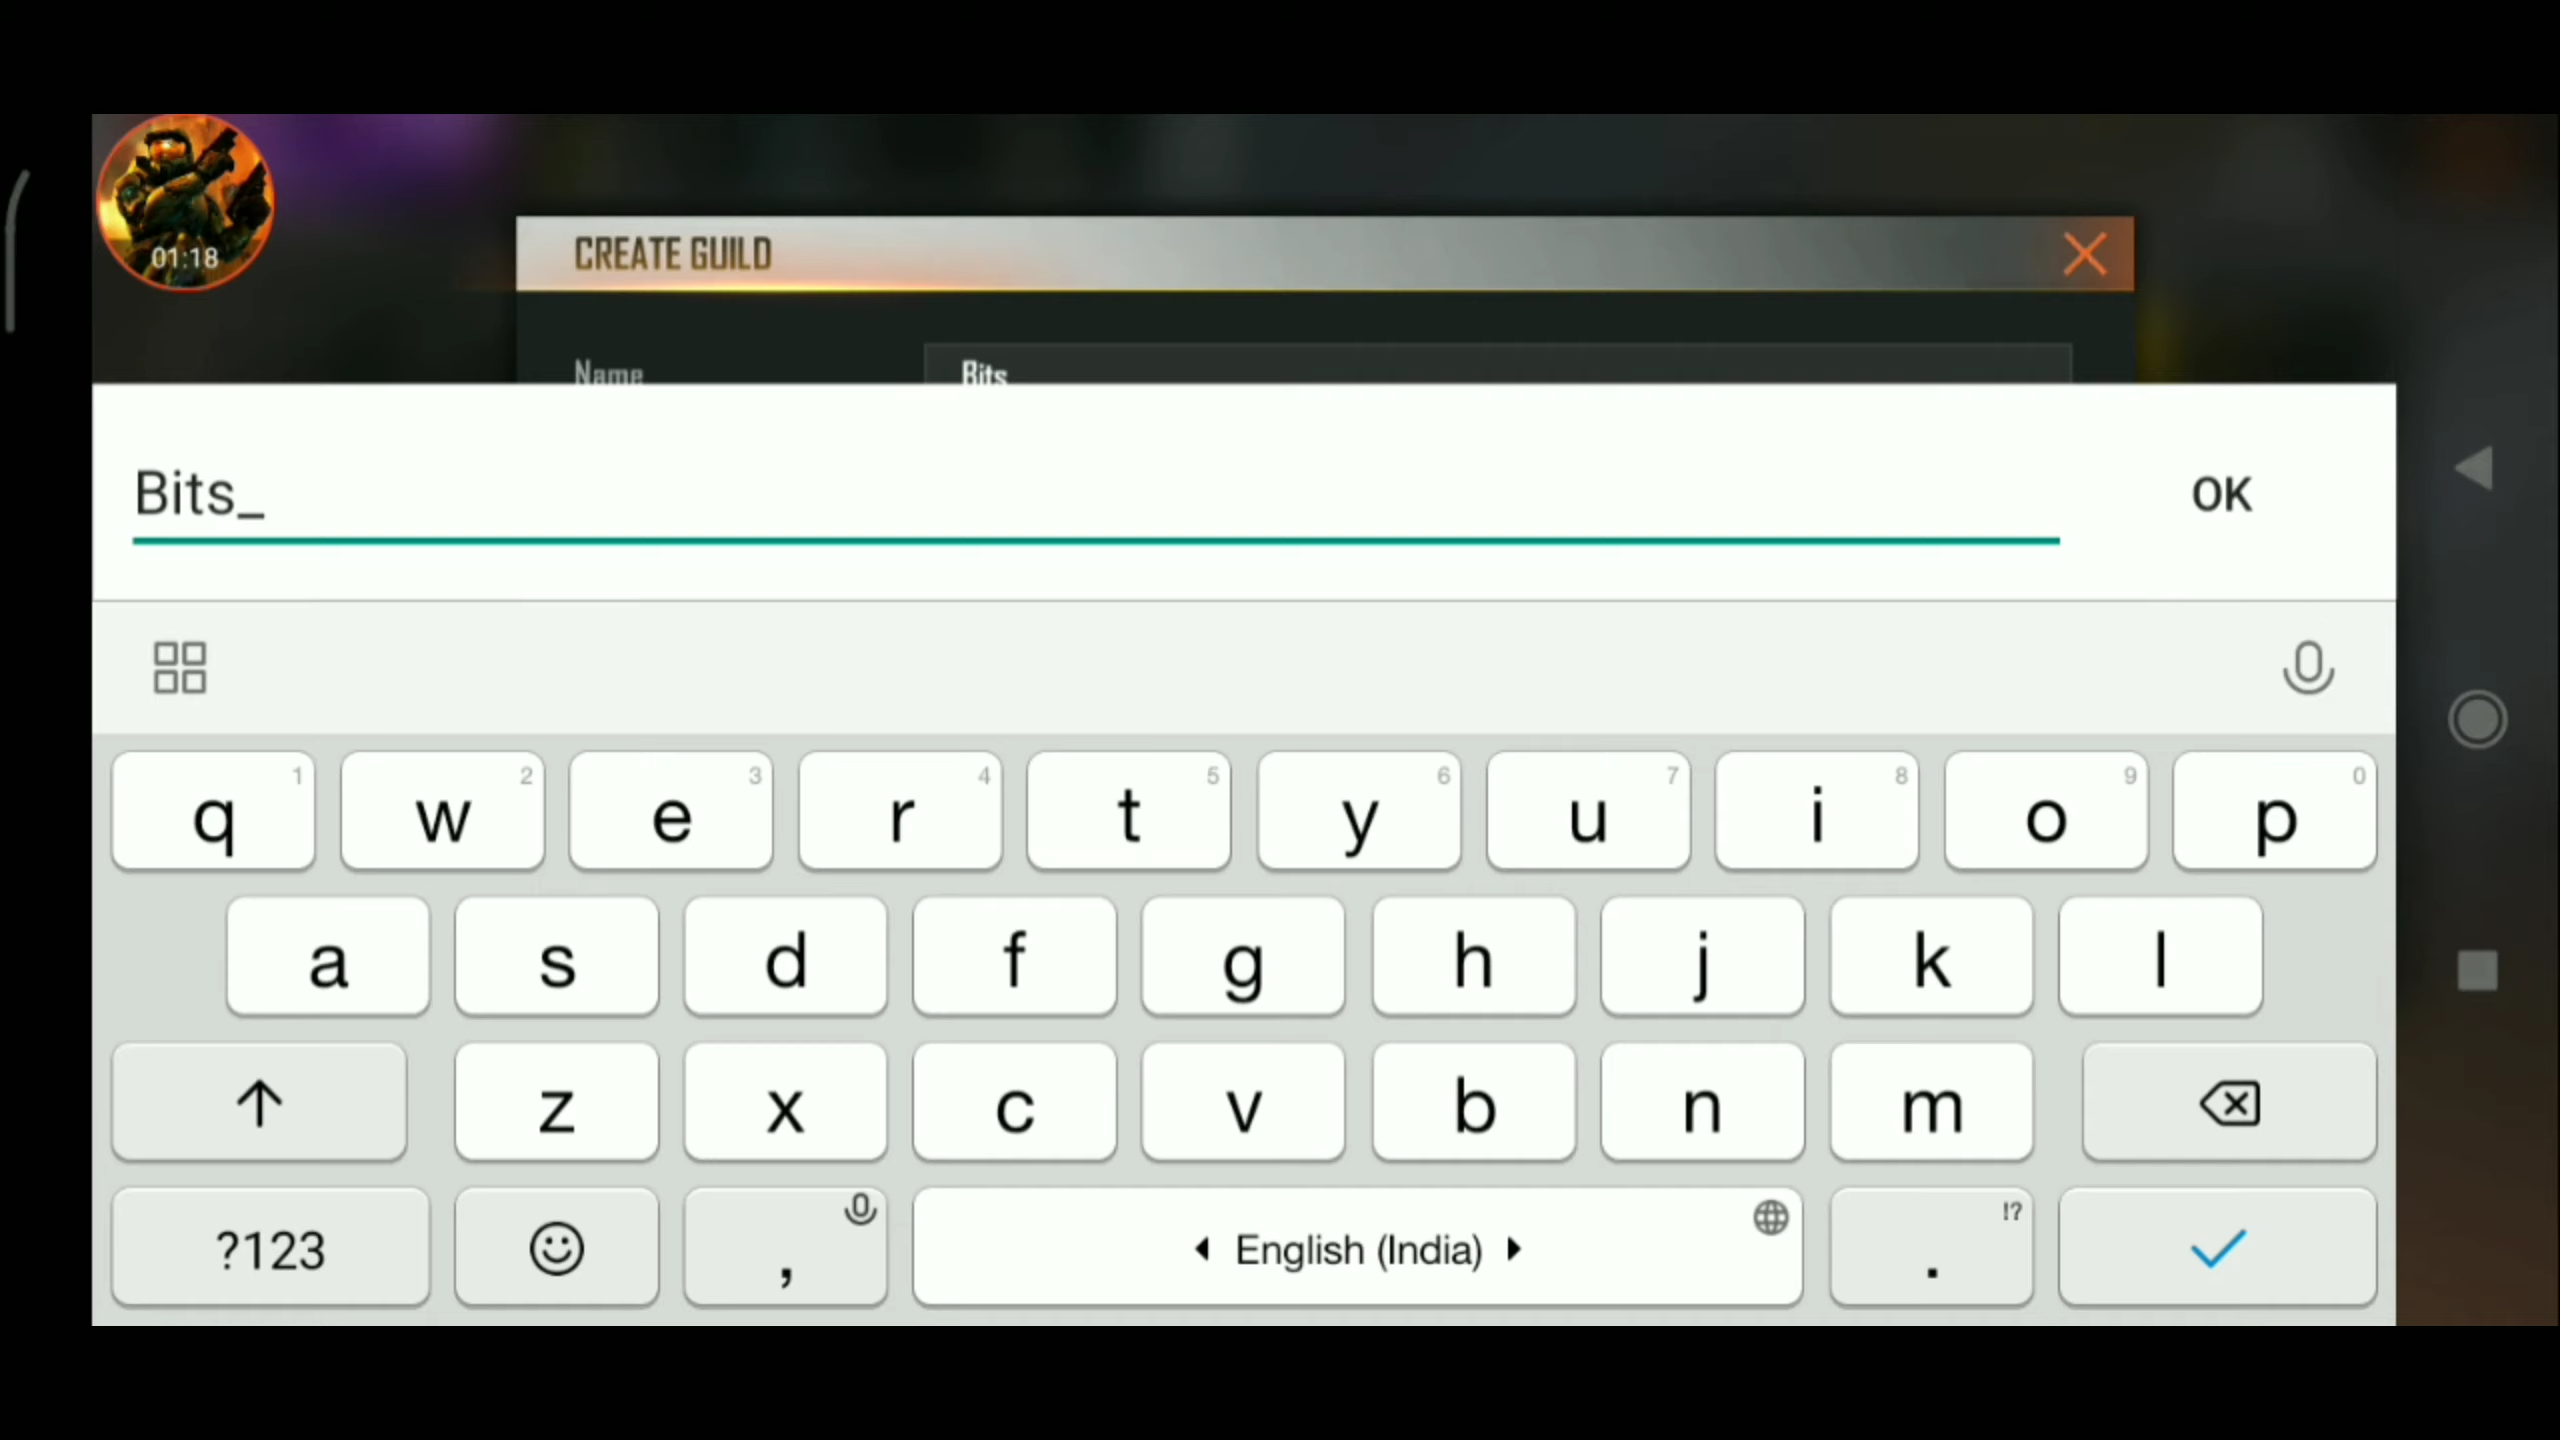 01:18
CREATE GUILD
Name Bits
Bits_ OK
q 1 w 2 e 3 r 4 t 5 y 6 u 7 i 8 o 9 p 0
a s d f g h j k l
z x c v b n m
?123 , English (India) . !?